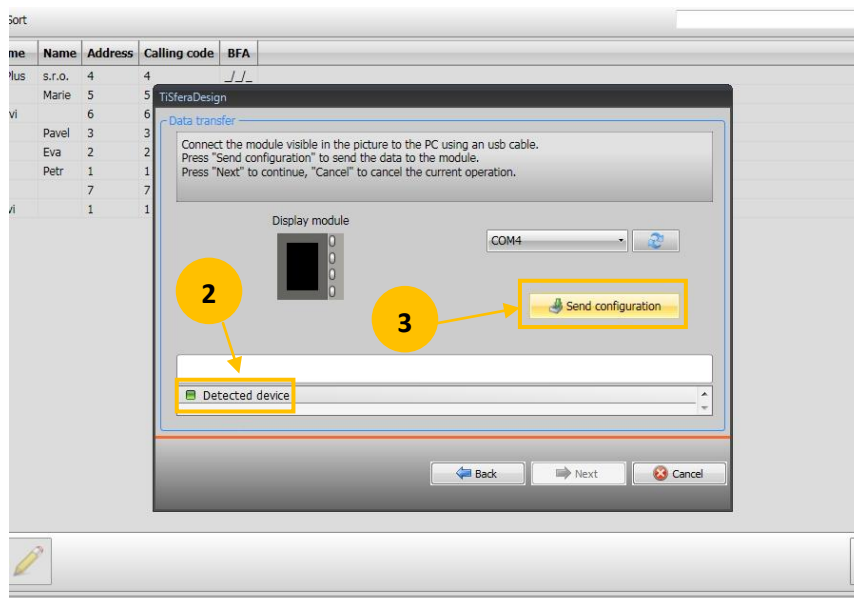 Sort
me Name Address Calling code BFA
Plus s.r.o. 4 4 _/_/_
Marie 5 5
vi 6 6
Pavel 3 3
Eva 2 2
Petr 1 1
7 7
vi 1 1
TiSferaDesign
Data transfer
Connect the module visible in the picture to the PC using an usb cable.
Press "Send configuration" to send the data to the module.
Press "Next" to continue, "Cancel" to cancel the current operation.
Display module
COM4
2
3
Send configuration
Detected device
Back Next Cancel